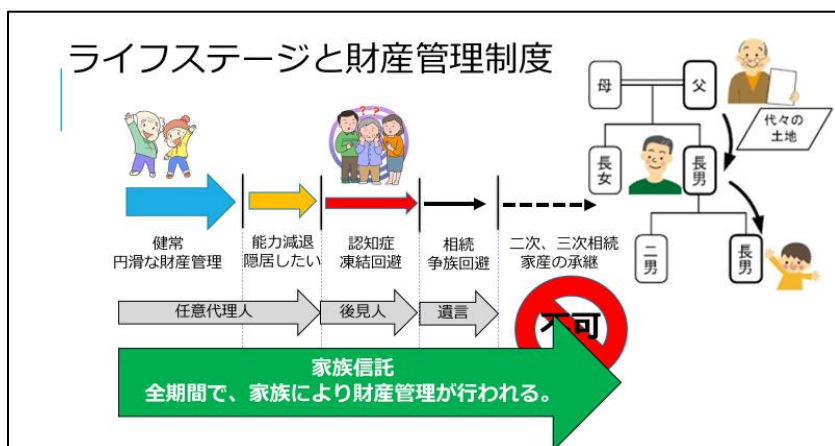 ライフステージと財産管理制度
母
父
代々の
土地
長女
長男
二男
長男
? ?
健常
円滑な財産管理
能力減退
隠居したい
認知症
凍結回避
相続
争族回避
二次、三次相続
家産の承継
任意代理人
後見人
遺言
不可
家族信託
全期間で、家族により財産管理が行われる。